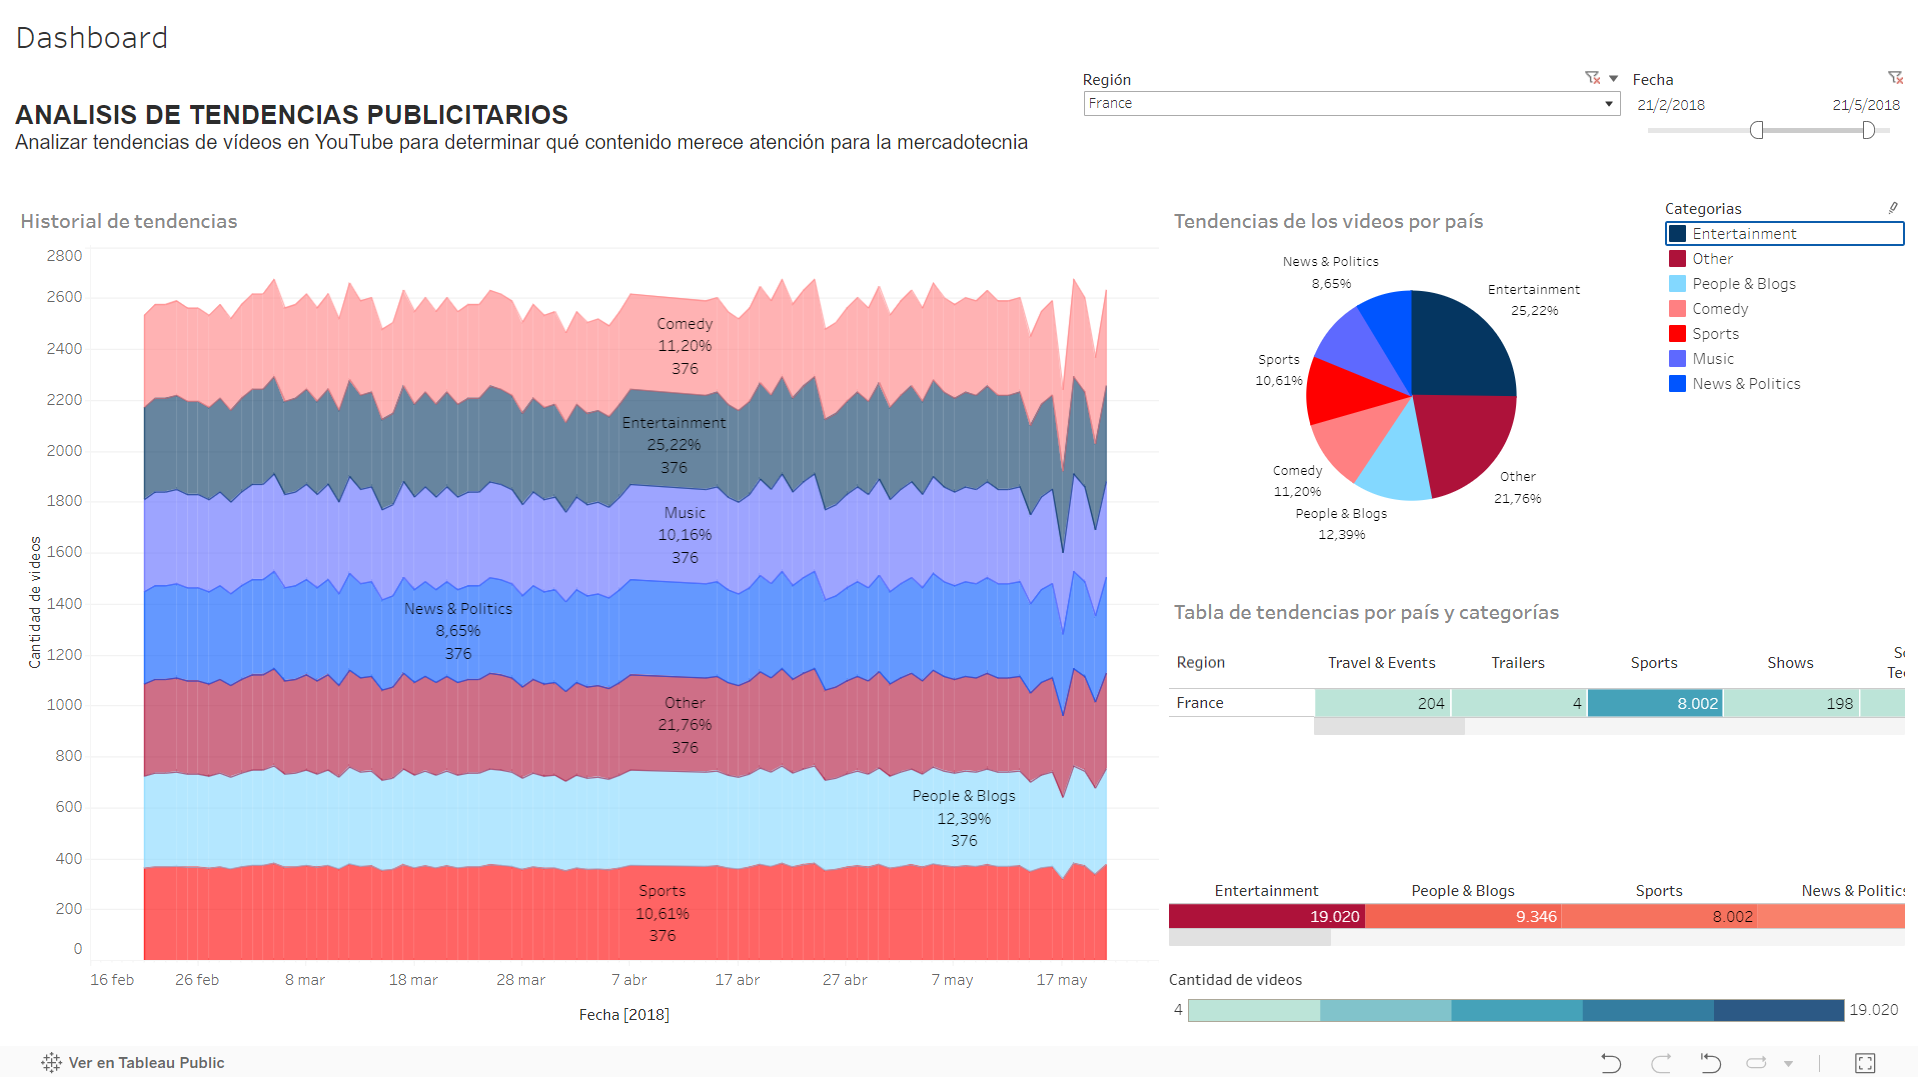 Dashboard
ANALISIS DE TENDENCIAS PUBLICITARIOS
Analizar tendencias de vídeos en YouTube para determinar qué contenido merece atención para la mercadotecnia
Región
France
Fecha
21/2/2018 21/5/2018
Historial de tendencias
2800
2600
2400
2200
2000
1800
1600
1400
1200
1000
800
600
400
200
0
Cantidad de videos
Comedy
11,20%
376
Entertainment
25,22%
376
Music
10,16%
376
News & Politics
8,65%
376
Other
21,76%
376
People & Blogs
12,39%
376
Sports
10,61%
376
16 feb 26 feb 8 mar 18 mar 28 mar 7 abr 17 abr 27 abr 7 may 17 may
Fecha [2018]
Tendencias de los videos por país
News & Politics
8,65%
Entertainment
25,22%
Sports
10,61%
Comedy
11,20%
Other
21,76%
People & Blogs
12,39%
Categorias
Entertainment
Other
People & Blogs
Comedy
Sports
Music
News & Politics
Tabla de tendencias por país y categorías
Region Travel & Events Trailers Sports Shows
France 204 4 8.002 198
Entertainment People & Blogs Sports News & Politics
19.020 9.346 8.002
Cantidad de videos
4 19.020
Ver en Tableau Public